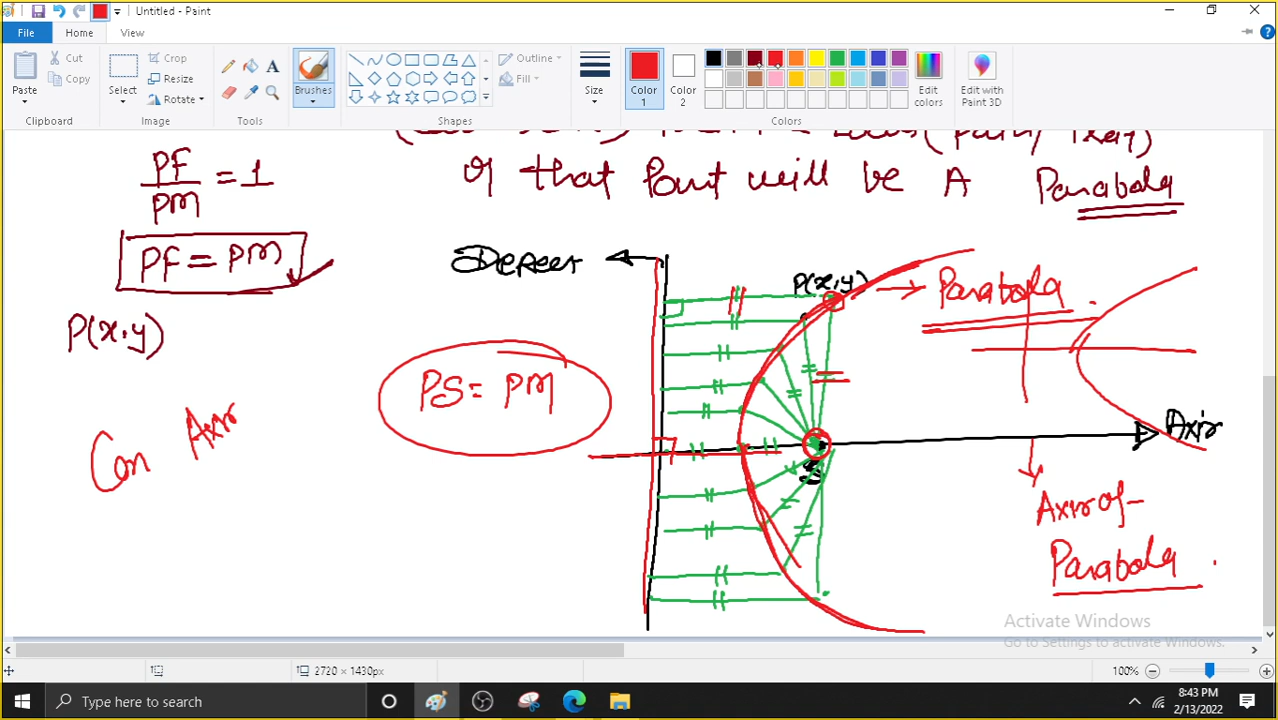 Untitled - Paint
File Home View
Paste
Cut
Copy
Clipboard
Select
Crop
Resize
Rotate
Image
A
Tools
Brushes
Outline
Fill
Shapes
Size
Color 1
Color 2
Edit colors
Colors
Edit with Paint 3D
of that Point will be A Parabola
PF/PM = 1
PF = PM
P(x,y)
P(x,y)
Parabola
PS = PM
Con Axis
S
Axis
Axis of
Parabola
Activate Windows
Go to Settings to activate Windows.
2720 × 1430px
100%
Type here to search
8:43 PM
2/13/2022